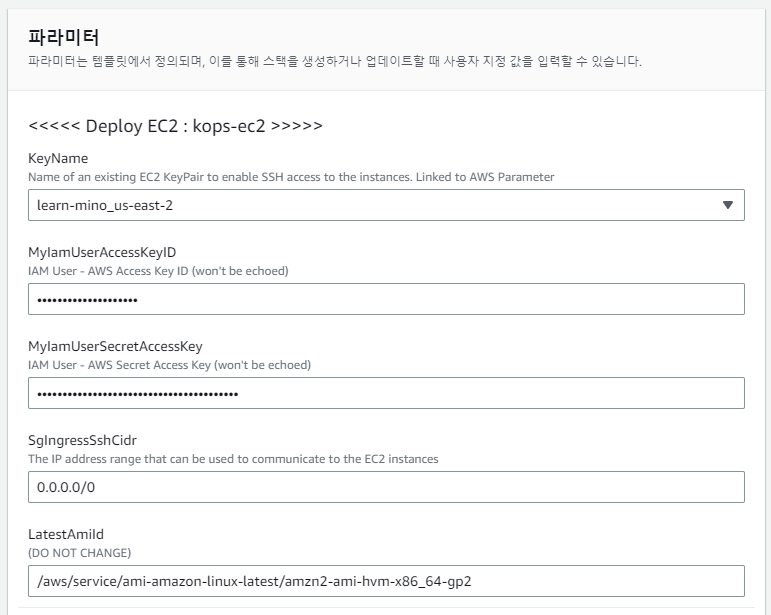 파라미터
파라미터는 템플릿에서 정의되며, 이를 통해 스택을 생성하거나 업데이트할 때 사용자 지정 값을 입력할 수 있습니다.
<<<<< Deploy EC2 : kops-ec2 >>>>>
KeyName
Name of an existing EC2 KeyPair to enable SSH access to the instances. Linked to AWS Parameter
learn-mino_us-east-2
MyIamUserAccessKeyID
IAM User - AWS Access Key ID (won't be echoed)
••••••••••••••••••••
MyIamUserSecretAccessKey
IAM User - AWS Secret Access Key (won't be echoed)
••••••••••••••••••••••••••••••••••••••••
SgIngressSshCidr
The IP address range that can be used to communicate to the EC2 instances
0.0.0.0/0
LatestAmiId
(DO NOT CHANGE)
/aws/service/ami-amazon-linux-latest/amzn2-ami-hvm-x86_64-gp2